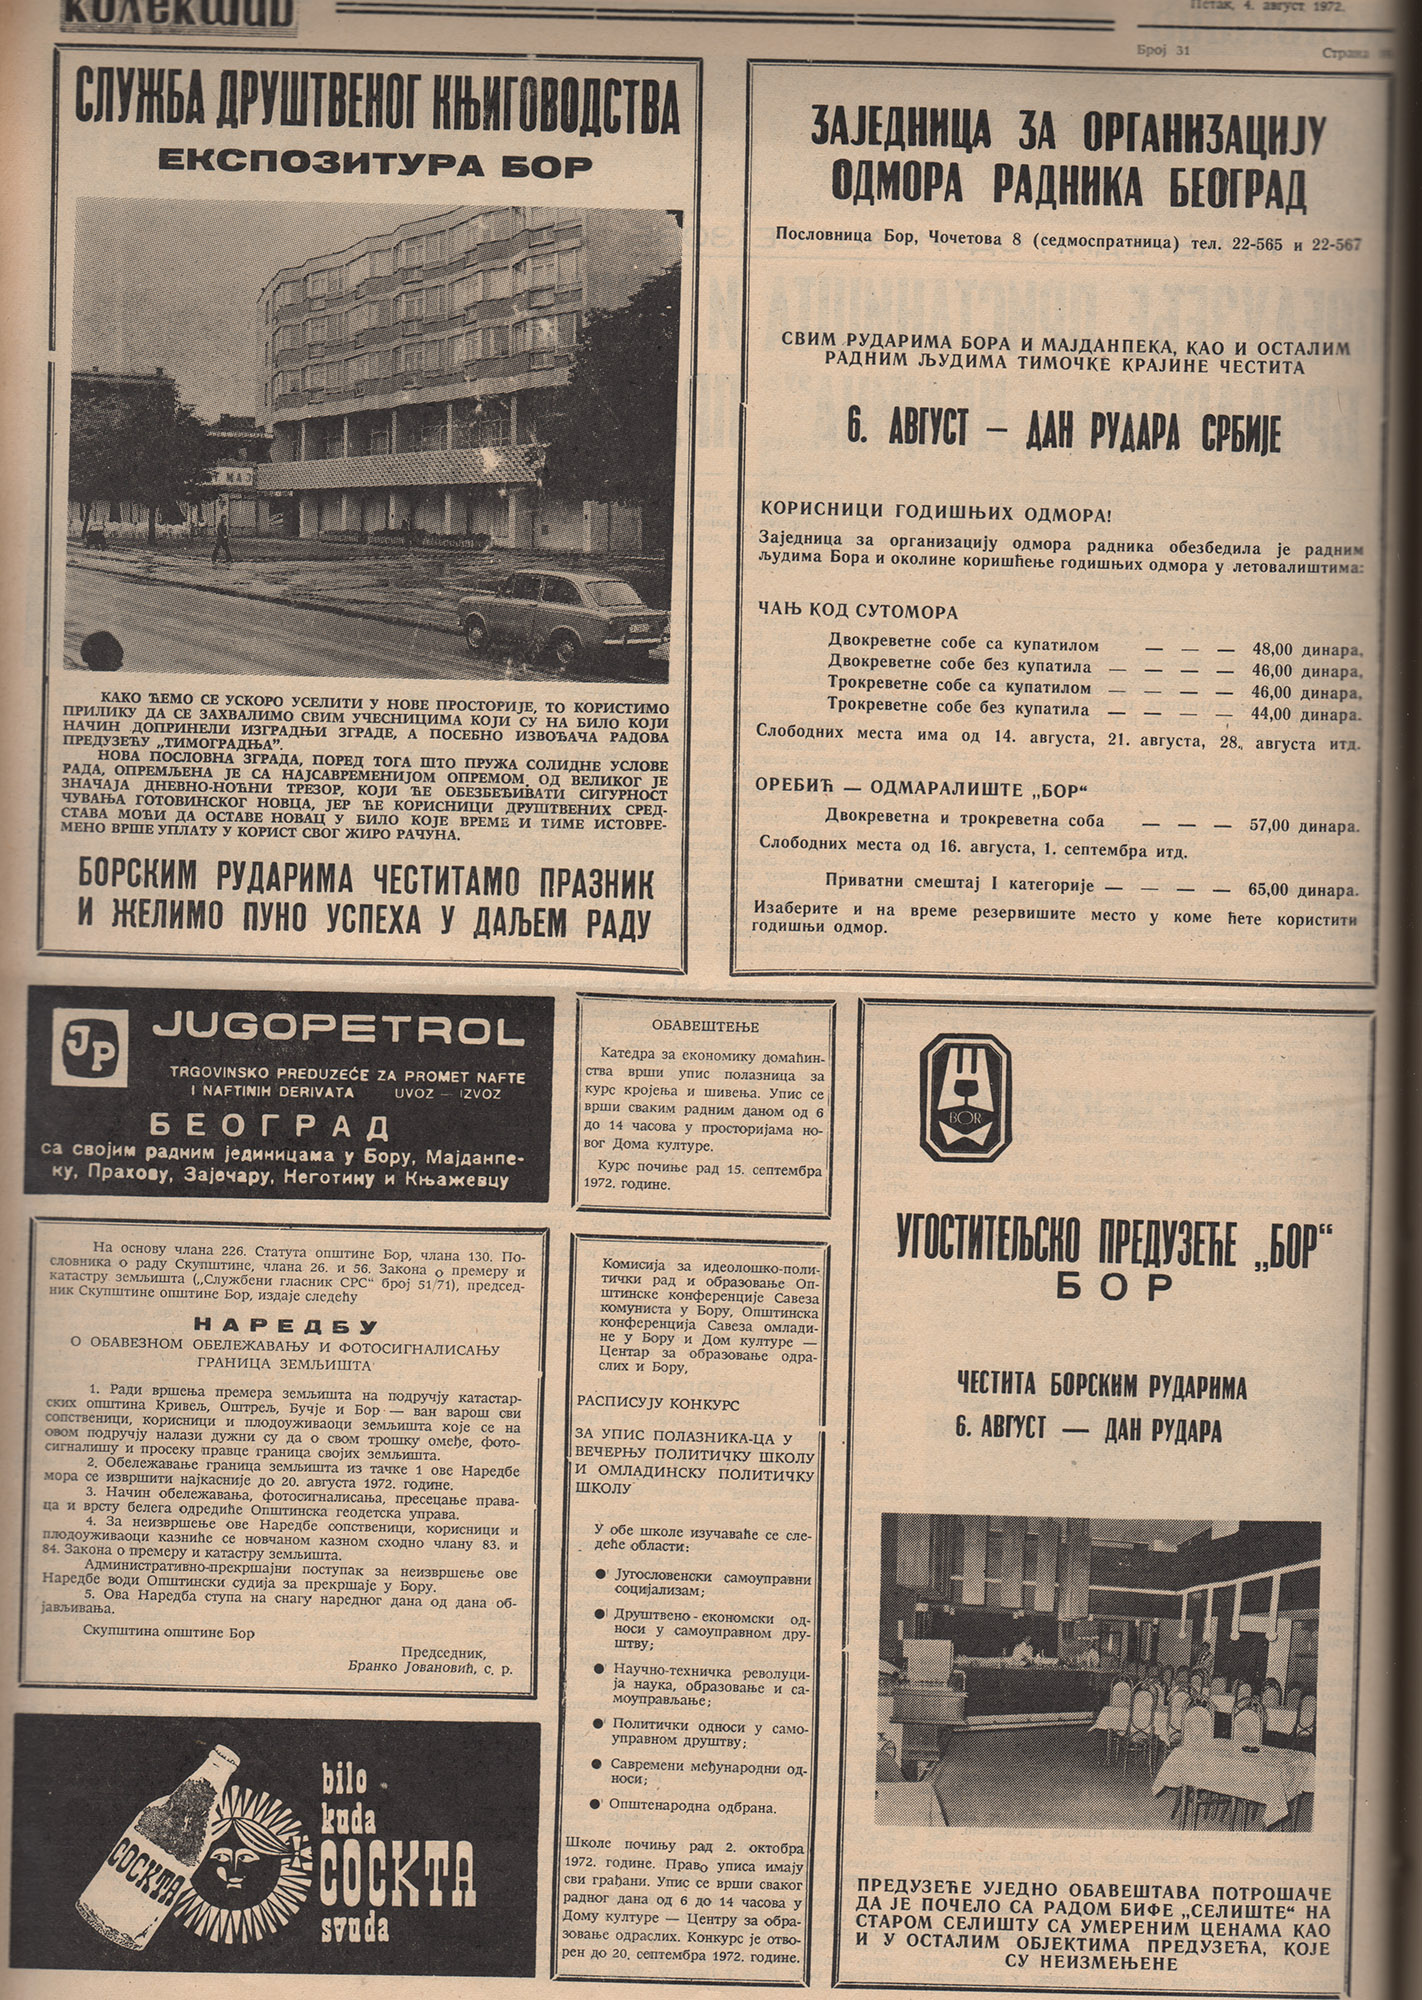 колектив
Петак, 4. август 1972.
Број 31
Страна
СЛУЖБА ДРУШТВЕНОГ КЊИГОВОДСТВА
ЕКСПОЗИТУРА БОР
МАЈ
КАКО ЋЕМО СЕ УСКОРО УСЕЛИТИ У НОВЕ ПРОСТОРИЈЕ, ТО КОРИСТИМО
ПРИЛИКУ ДА СЕ ЗАХВАЛИМО СВИМ УЧЕСНИЦИМА КОЈИ СУ НА БИЛО КОЈИ
НАЧИН ДОПРИНЕЛИ ИЗГРАДЊИ ЗГРАДЕ, А ПОСЕБНО ИЗВОЂАЧА РАДОВА
ПРЕДУЗЕЋУ „ТИМОГРАДЊА”.
НОВА ПОСЛОВНА ЗГРАДА, ПОРЕД ТОГА ШТО ПРУЖА СОЛИДНЕ УСЛОВЕ
РАДА, ОПРЕМЉЕНА ЈЕ СА НАЈСАВРЕМЕНИЈОМ ОПРЕМОМ. ОД ВЕЛИКОГ ЈЕ
ЗНАЧАЈА ДНЕВНО-НОЋНИ ТРЕЗОР, КОЈИ ЋЕ ОБЕЗБЕЂИВАТИ СИГУРНОСТ
ЧУВАЊА ГОТОВИНСКОГ НОВЦА, ЈЕР ЋЕ КОРИСНИЦИ ДРУШТВЕНИХ СРЕД-
СТАВА МОЋИ ДА ОСТАВЕ НОВАЦ У БИЛО КОЈЕ ВРЕМЕ И ТИМЕ ИСТОВРЕ-
МЕНО ВРШЕ УПЛАТУ У КОРИСТ СВОГ ЖИРО РАЧУНА.
БОРСКИМ РУДАРИМА ЧЕСТИТАМО ПРАЗНИК
И ЖЕЛИМО ПУНО УСПЕХА У ДАЉЕМ РАДУ
ЗАЈЕДНИЦА ЗА ОРГАНИЗАЦИЈУ
ОДМОРА РАДНИКА БЕОГРАД
Пословница Бор, Чочетова 8 (седмоспратница) тел. 22-565 и 22-567
СВИМ РУДАРИМА БОРА И МАЈДАНПЕКА, КАО И ОСТАЛИМ
РАДНИМ ЉУДИМА ТИМОЧКЕ КРАЈИНЕ ЧЕСТИТА
6. АВГУСТ — ДАН РУДАРА СРБИЈЕ
КОРИСНИЦИ ГОДИШЊИХ ОДМОРА!
Заједница за организацију одмора радника обезбедила је радним
људима Бора и околине коришћење годишњих одмора у летовалиштима:
ЧАЊ КОД СУТОМОРА
Двокреветне собе са купатилом — — — 48,00 динара.
Двокреветне собе без купатила — — — — 46,00 динара.
Трокреветне собе са купатилом — — — — 46,00 динара.
Трокреветне собе без купатила — — — — 44,00 динара.
Слободних места има од 14. августа, 21. августа, 28., августа итд.
ОРЕБИЋ — ОДМАРАЛИШТЕ „БОР”
Двокреветна и трокреветна соба — — — 57,00 динара.
Слободних места од 16. августа, 1. септембра итд.
Приватни смештај I категорије — — — — 65,00 динара.
Изаберите и на време резервишите место у коме ћете користити
годишњи одмор.
JP
JUGOPETROL
TRGOVINSKO PREDUZEĆE ZA PROMET NAFTE
I NAFTINIH DERIVATA UVOZ — IZVOZ
БЕОГРАД
са својим радним јединицама у Бору, Мајданпе-
ку, Прахову, Зајечару, Неготину и Књажевцу
ОБАВЕШТЕЊЕ
Катедра за економику домаћин-
ства врши упис полазница за
курс кројења и шивења. Упис се
врши сваким радним даном од 6
до 14 часова у просторијама но-
вог Дома културе.
Курс почиње рад 15. септембра
1972. године.
На основу члана 226. Статута општине Бор, члана 130. По-
словника о раду Скупштине, члана 26. и 56. Закона о премеру и
катастру земљишта („Службени гласник СРС” број 51/71), председ-
ник Скупштине општине Бор, издаје следећу
НАРЕДБУ
О ОБАВЕЗНОМ ОБЕЛЕЖАВАЊУ И ФОТОСИГНАЛИСАЊУ
ГРАНИЦА ЗЕМЉИШТА
1. Ради вршења премера земљишта на подручју катастар-
ских општина Кривељ, Оштрељ, Бучје и Бор — ван варош сви
сопственици, корисници и плодоуживаоци земљишта које се на
овом подручју налази дужни су да о свом трошку омеђе, фото-
сигналишу и просеку правце граница својих земљишта.
2. Обележавање граница земљишта из тачке 1 ове Наредбе
мора се извршити најкасније до 20. августа 1972. године.
3. Начин обележавања, фотосигналисања, пресецање права-
ца и врсту белега одредиће Општинска геодетска управа.
4. За неизвршење ове Наредбе сопственици, корисници и
плодоуживаоци казниће се новчаном казном сходно члану 83. и
84. Закона о премеру и катастру земљишта.
Административно-прекршајни поступак за неизвршење ове
Наредбе води Општински судија за прекршаје у Бору.
5. Ова Наредба ступа на снагу наредног дана од дана об-
јављивања.
Скупштина општине Бор
Председник,
Бранко Јовановић, с. р.
COCKTA
bilo
kuda
COCKTA
svuda
Комисија за идеолошко-поли-
тички рад и образовање Оп-
штинске конференције Савеза
комуниста у Бору, Општинска
конференција Савеза омлади-
не у Бору и Дом културе —
Центар за образовање одра-
слих и Бору,
РАСПИСУЈУ КОНКУРС
ЗА УПИС ПОЛАЗНИКА-ЦА У
ВЕЧЕРЊУ ПОЛИТИЧКУ ШКОЛУ
И ОМЛАДИНСКУ ПОЛИТИЧКУ
ШКОЛУ
У обе школе изучаваће се сле-
деће области:
● Југословенски самоуправни
социјализам;
● Друштвено-економски од-
носи у самоуправном дру-
штву;
● Научно-техничка револуци-
ја наука, образовање и са-
моуправљање;
● Политички односи у само-
управном друштву;
● Савремени међународни од-
носи;
● Општенародна одбрана.
Школе почињу рад 2. октобра
1972. године. Право уписа имају
сви грађани. Упис се врши сваког
радног дана од 6 до 14 часова у
Дому културе — Центру за обра-
зовање одраслих. Конкурс је отво-
рен до 20. септембра 1972. године.
BOR
УГОСТИТЕЉСКО ПРЕДУЗЕЋЕ „БОР“
БОР
ЧЕСТИТА БОРСКИМ РУДАРИМА
6. АВГУСТ — ДАН РУДАРА
ПРЕДУЗЕЋЕ УЈЕДНО ОБАВЕШТАВА ПОТРОШАЧЕ
ДА ЈЕ ПОЧЕЛО СА РАДОМ БИФЕ „СЕЛИШТЕ“ НА
СТАРОМ СЕЛИШТУ СА УМЕРЕНИМ ЦЕНАМА КАО
И У ОСТАЛИМ ОБЈЕКТИМА ПРЕДУЗЕЋА, КОЈЕ
СУ НЕИЗМЕЊЕНЕ